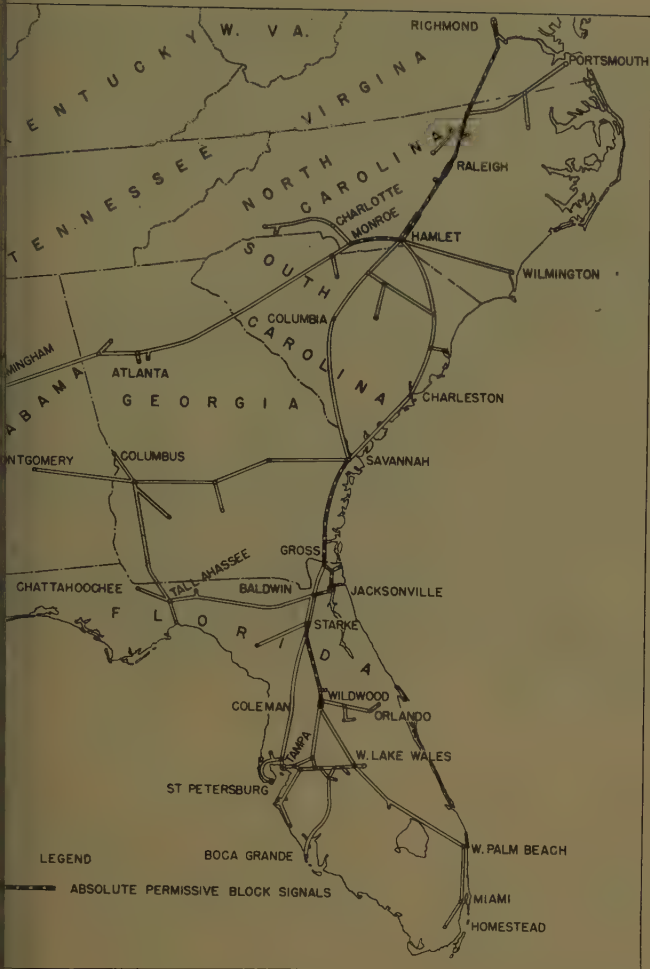 RICHMOND
W. VA.
ENTUCKY
PORTSMOUTH
VIRGINIA
TENNESSEE
NORTH
CAROLINA
RALEIGH
CHARLOTTE
MONROE
HAMLET
SOUTH
CAROLINA
WILMINGTON
COLUMBIA
MINGHAM
ATLANTA
ABAMA
GEORGIA
CHARLESTON
ONTGOMERY
COLUMBUS
SAVANNAH
GROSS
CHATTAHOOCHEE
TALLAHASSEE
BALDWIN
JACKSONVILLE
FLORIDA
STARKE
WILDWOOD
COLEMAN
ORLANDO
TAMPA
W. LAKE WALES
ST PETERSBURG
BOCA GRANDE
W. PALM BEACH
LEGEND
ABSOLUTE PERMISSIVE BLOCK SIGNALS
MIAMI
HOMESTEAD